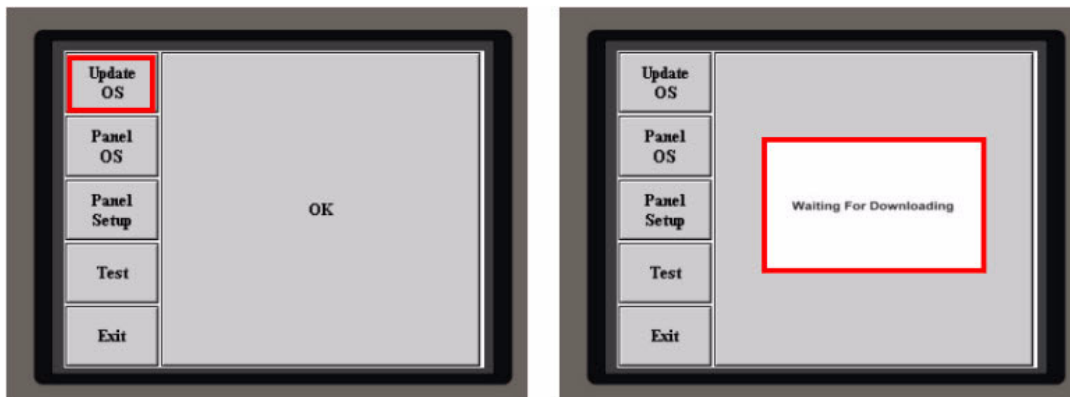 Update
OS
Panel
OS
Panel
Setup
Test
Exit
OK
Update
OS
Panel
OS
Panel
Setup
Test
Exit
Waiting For Downloading